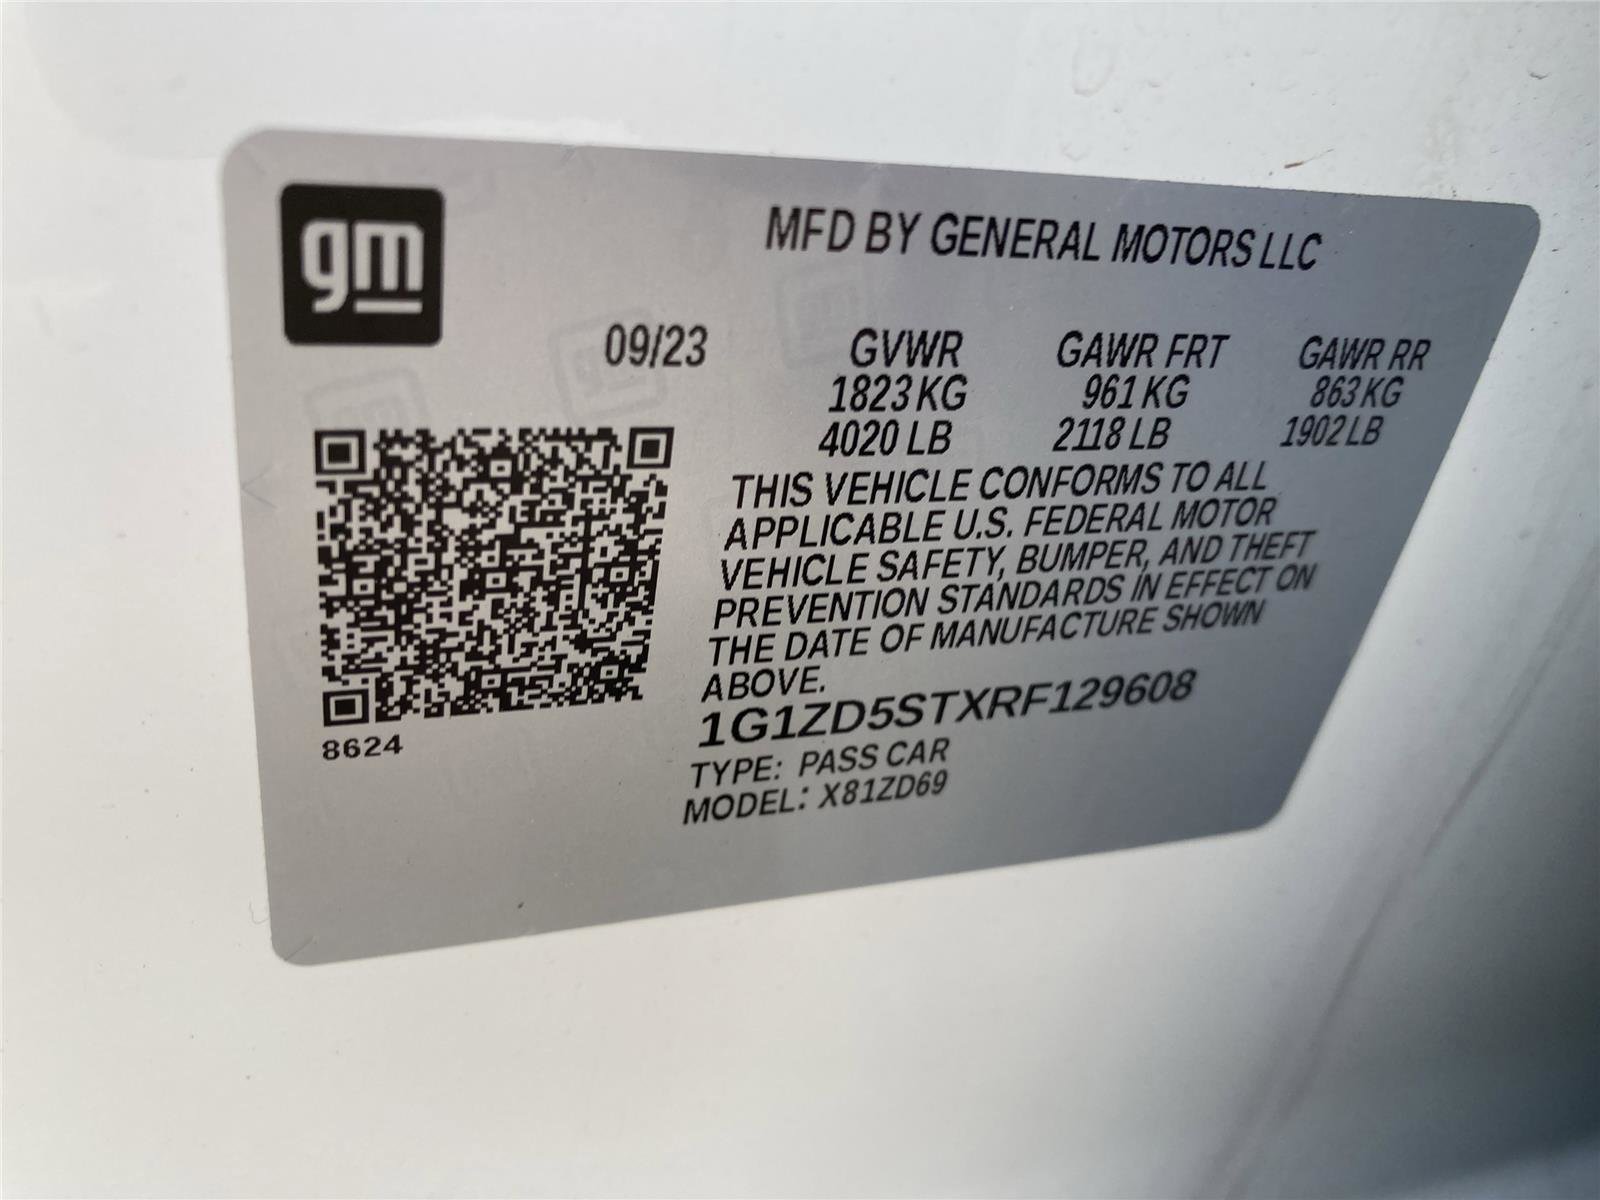 gm
MFD BY GENERAL MOTORS LLC
09/23 GVWR GAWR FRT GAWR RR
1823 KG 961 KG 863 KG
4020 LB 2118 LB 1902 LB
THIS VEHICLE CONFORMS TO ALL
APPLICABLE U.S. FEDERAL MOTOR
VEHICLE SAFETY, BUMPER, AND THEFT
PREVENTION STANDARDS IN EFFECT ON
THE DATE OF MANUFACTURE SHOWN
ABOVE.
1G1ZD5STXRF129608
8624
TYPE: PASS CAR
MODEL: X81ZD69